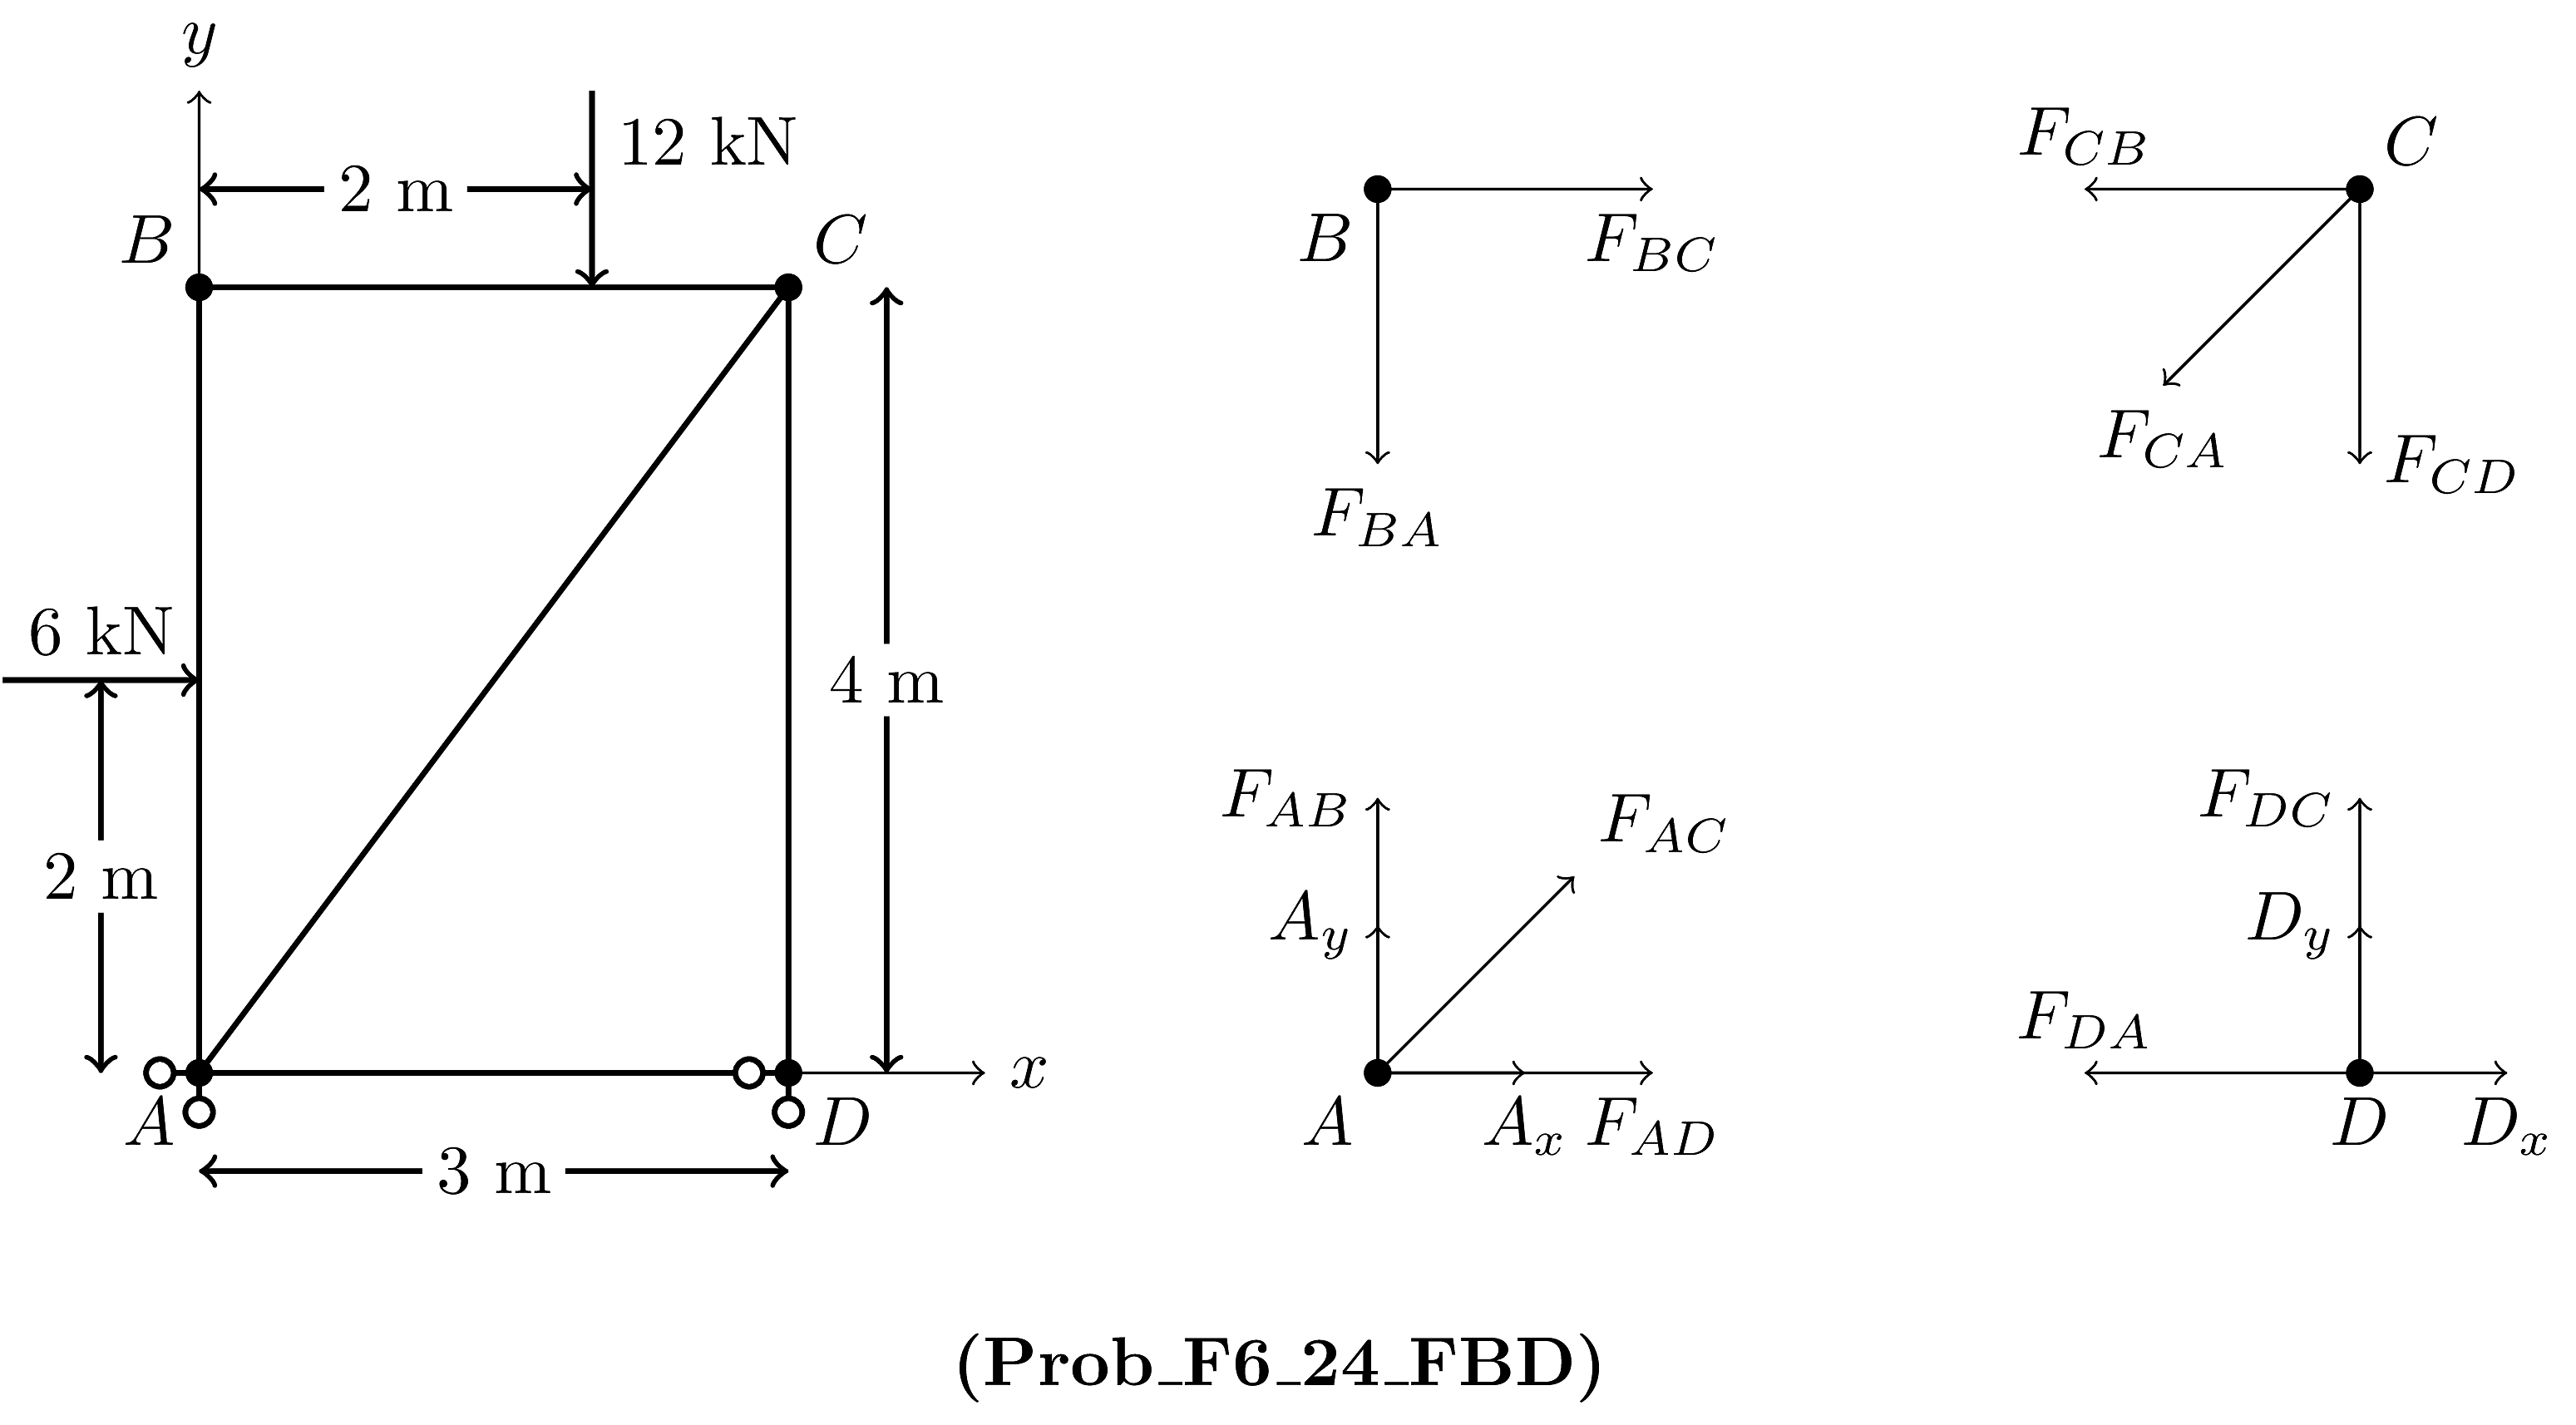 y
12 kN
2 m
B
C
6 kN
4 m
2 m
x
A
D
3 m
B
F_{BC}
F_{BA}
F_{CB}
C
F_{CA}
F_{CD}
F_{AB}
F_{AC}
A_y
A
A_x
F_{AD}
F_{DC}
D_y
F_{DA}
D
D_x
(Prob_F6_24_FBD)